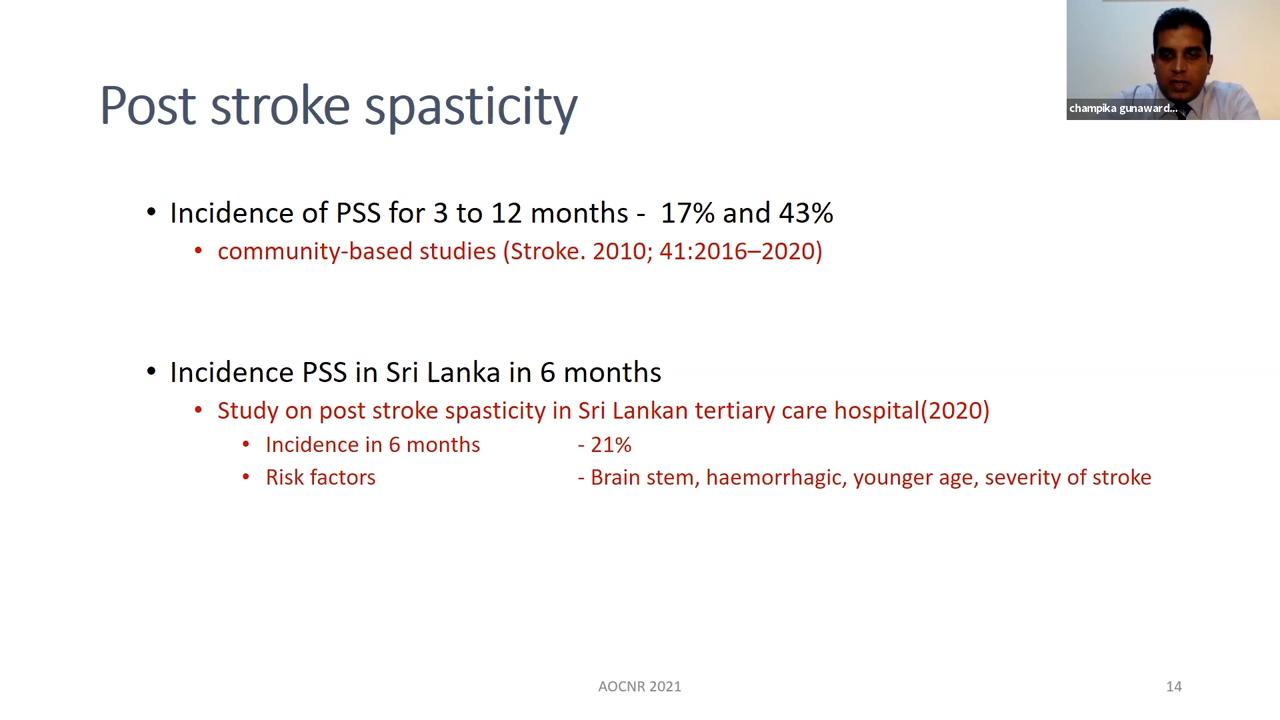 champika gunaward...
Post stroke spasticity
• Incidence of PSS for 3 to 12 months - 17% and 43%
• community-based studies (Stroke. 2010; 41:2016–2020)
• Incidence PSS in Sri Lanka in 6 months
• Study on post stroke spasticity in Sri Lankan tertiary care hospital(2020)
• Incidence in 6 months - 21%
• Risk factors - Brain stem, haemorrhagic, younger age, severity of stroke
AOCNR 2021 14